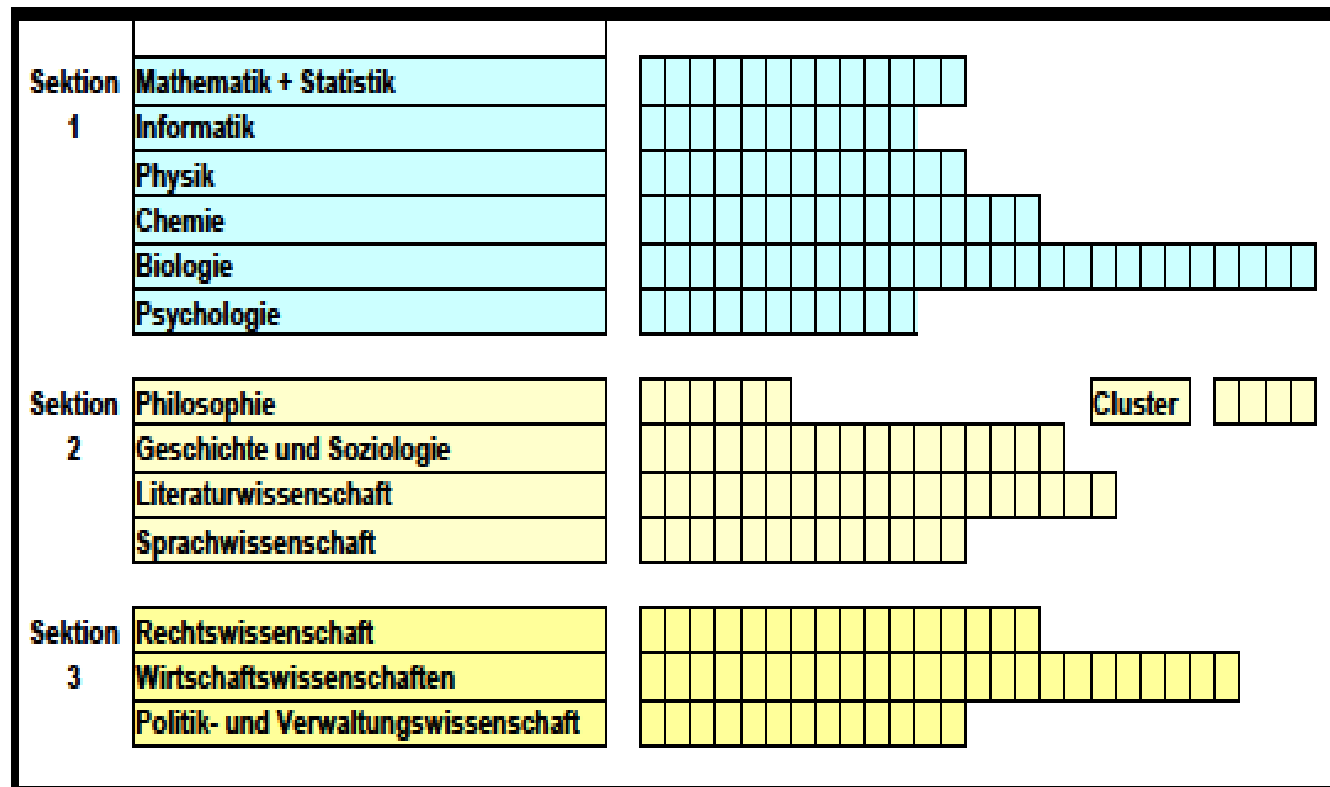 Sektion Mathematik + Statistik
1 Informatik
Physik
Chemie
Biologie
Psychologie
Sektion Philosophie Cluster
2 Geschichte und Soziologie
Literaturwissenschaft
Sprachwissenschaft
Sektion Rechtswissenschaft
3 Wirtschaftswissenschaften
Politik- und Verwaltungswissenschaft